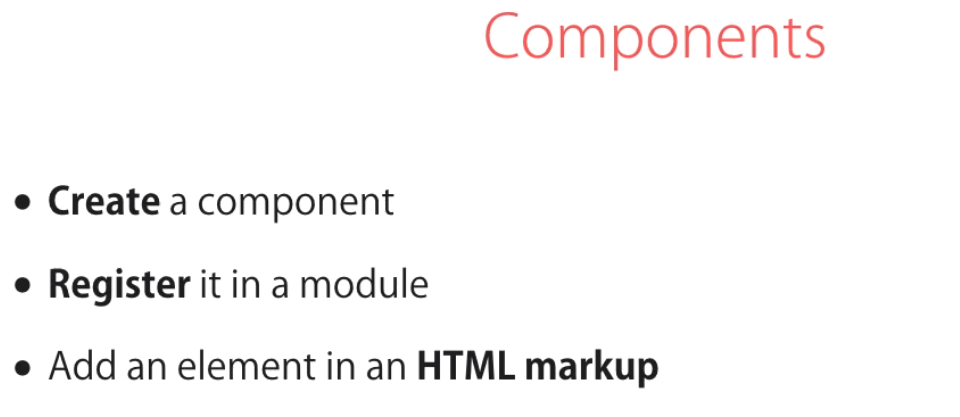 Components
• Create a component
• Register it in a module
• Add an element in an HTML markup